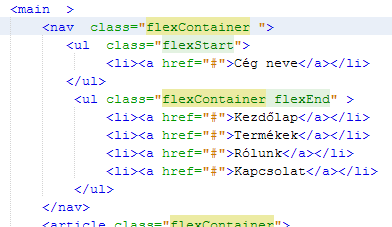 <main  >
<nav  class="flexContainer ">
<ul  class="flexStart">
<li><a href="#">Cég neve</a></li>
</ul>
<ul class="flexContainer flexEnd" >
<li><a href="#">Kezdőlap</a></li>
<li><a href="#">Termékek</a></li>
<li><a href="#">Rólunk</a></li>
<li><a href="#">Kapcsolat</a></li>
</ul>
</nav>
<article class="flexContainer">